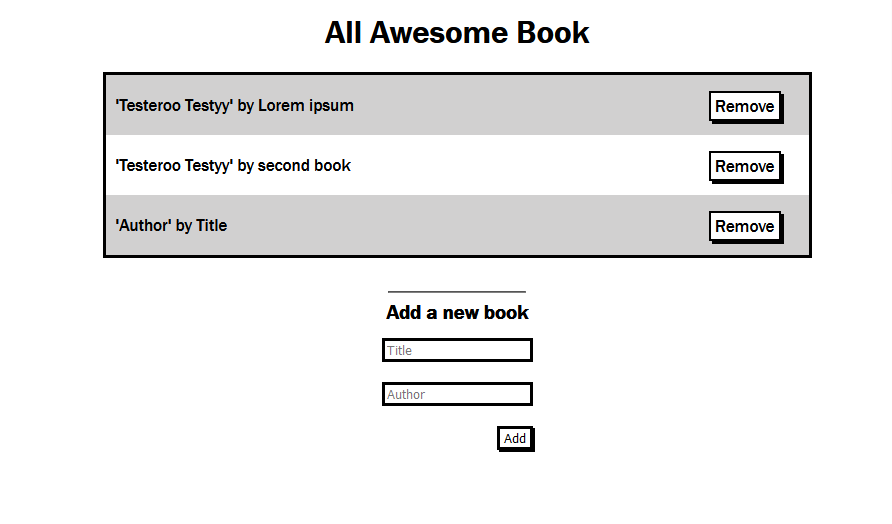 All Awesome Book
'Testeroo Testyy' by Lorem ipsum
Remove
'Testeroo Testyy' by second book
Remove
'Author' by Title
Remove
Add a new book
Title
Author
Add